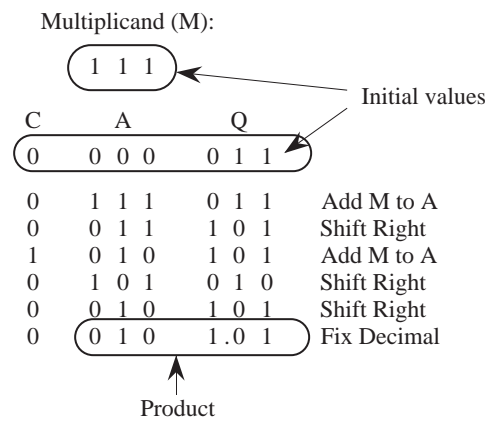 Multiplicand (M):
1 1 1
Initial values
C A Q
0 0 0 0 0 1 1
0 1 1 1 0 1 1 Add M to A
0 0 1 1 1 0 1 Shift Right
1 0 1 0 1 0 1 Add M to A
0 1 0 1 0 1 0 Shift Right
0 0 1 0 1 0 1 Shift Right
0 0 1 0 1 .0 1 Fix Decimal
Product